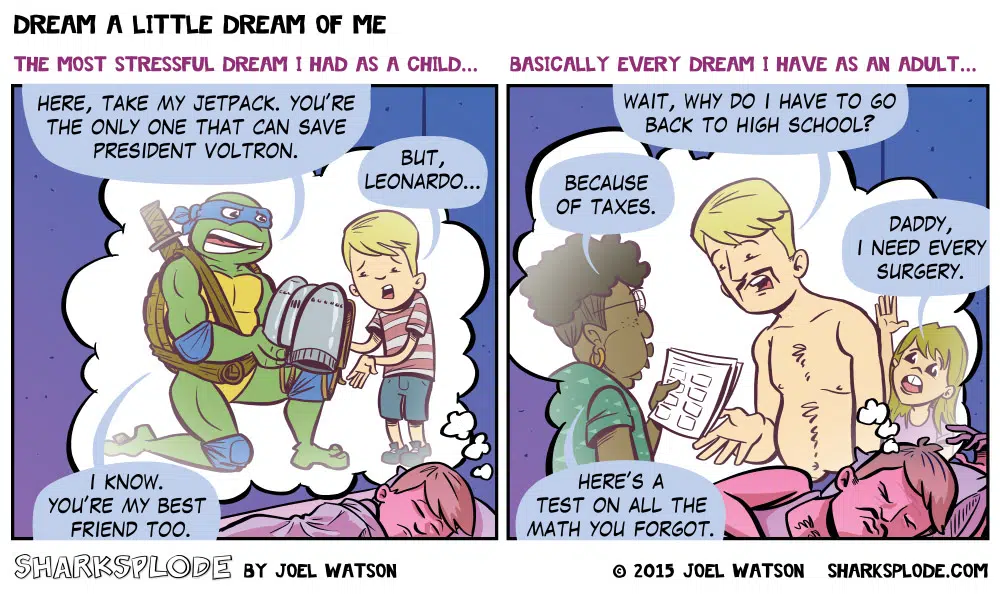 DREAM A LITTLE DREAM OF ME
THE MOST STRESSFUL DREAM I HAD AS A CHILD...
HERE, TAKE MY JETPACK. YOU'RE
THE ONLY ONE THAT CAN SAVE
PRESIDENT VOLTRON.
BUT,
LEONARDO...
L
I KNOW.
YOU'RE MY BEST
FRIEND TOO.
BASICALLY EVERY DREAM I HAVE AS AN ADULT...
WAIT, WHY DO I HAVE TO GO
BACK TO HIGH SCHOOL?
BECAUSE
OF TAXES.
DADDY,
I NEED EVERY
SURGERY.
HERE'S A
TEST ON ALL THE
MATH YOU FORGOT.
SHARKSPLODE BY JOEL WATSON
© 2015 JOEL WATSON SHARKSPLODE.COM